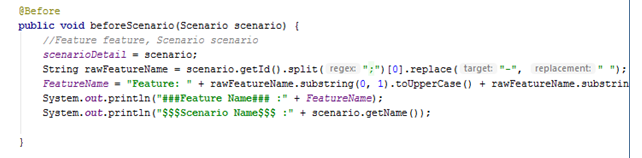 @Before
public void beforeScenario(Scenario scenario) {
//Feature feature, Scenario scenario
scenarioDetail = scenario;
String rawFeatureName = scenario.getId().split( regex: ";")[0].replace( target: "-", replacement: " ");
FeatureName = "Feature: " + rawFeatureName.substring(0, 1).toUpperCase() + rawFeatureName.substrin
System.out.println("###Feature Name### :" + FeatureName);
System.out.println("$$$Scenario Name$$$ :" + scenario.getName());
}